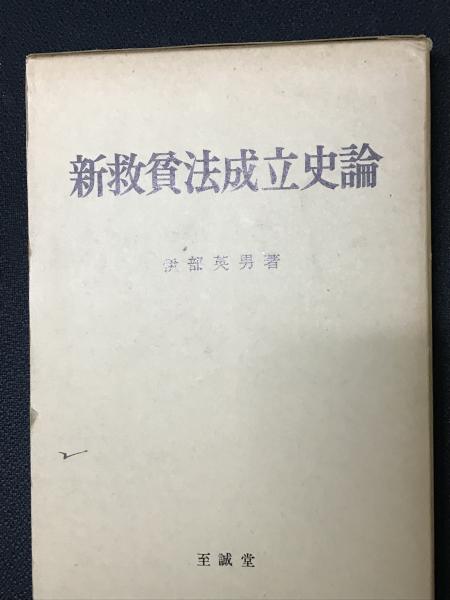 新救貧法成立史論
伊部英男著
至誠堂